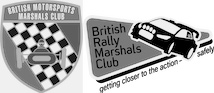 BRITISH MOTORSPORTS
MARSHALS CLUB
British
Rally
Marshals
Club
getting closer to the action - safely